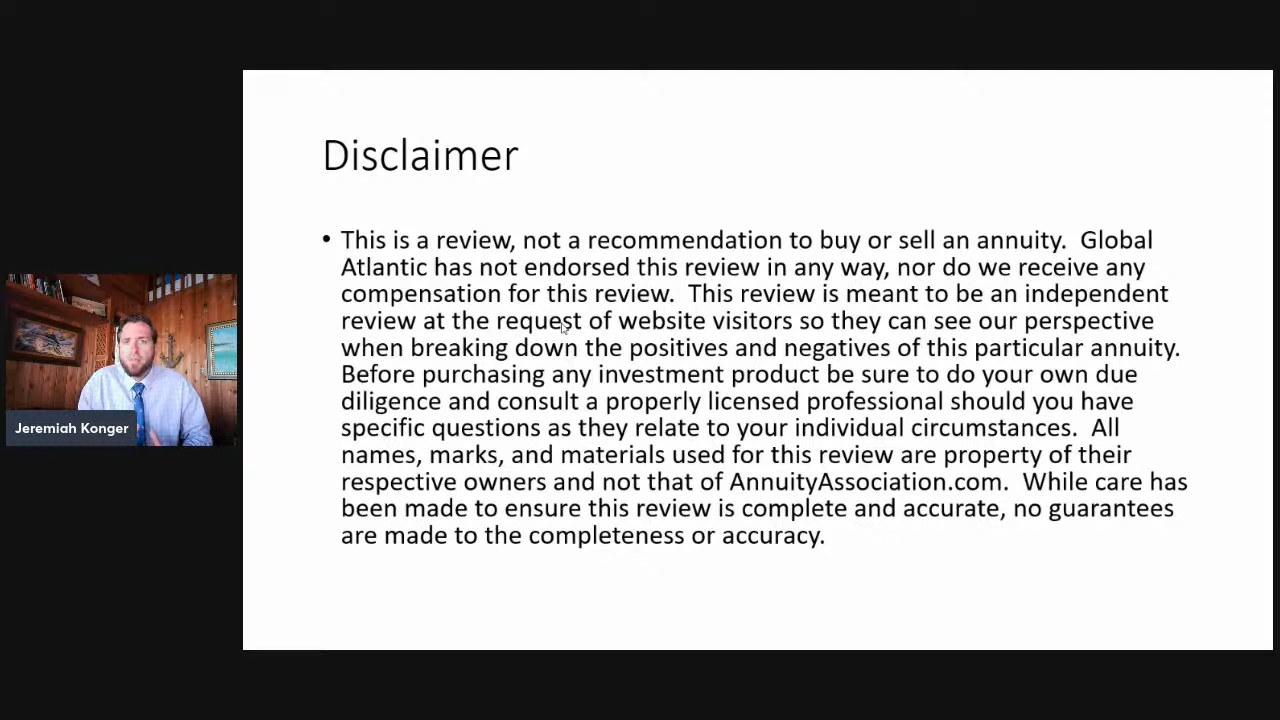 Disclaimer
• This is a review, not a recommendation to buy or sell an annuity.  Global
Atlantic has not endorsed this review in any way, nor do we receive any
compensation for this review.  This review is meant to be an independent
review at the request of website visitors so they can see our perspective
when breaking down the positives and negatives of this particular annuity.
Before purchasing any investment product be sure to do your own due
diligence and consult a properly licensed professional should you have
specific questions as they relate to your individual circumstances.  All
names, marks, and materials used for this review are property of their
respective owners and not that of AnnuityAssociation.com.  While care has
been made to ensure this review is complete and accurate, no guarantees
are made to the completeness or accuracy.
Jeremiah Konger